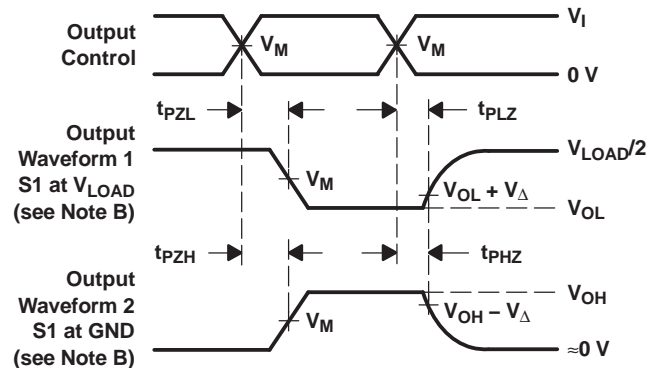 Output
Control
V_I
V_M
V_M
0 V
t_PZL
t_PLZ
Output
Waveform 1
S1 at V_LOAD
(see Note B)
V_LOAD/2
V_M
V_OL + V_Δ
V_OL
t_PZH
t_PHZ
Output
Waveform 2
S1 at GND
(see Note B)
V_OH
V_M
V_OH − V_Δ
≈0 V